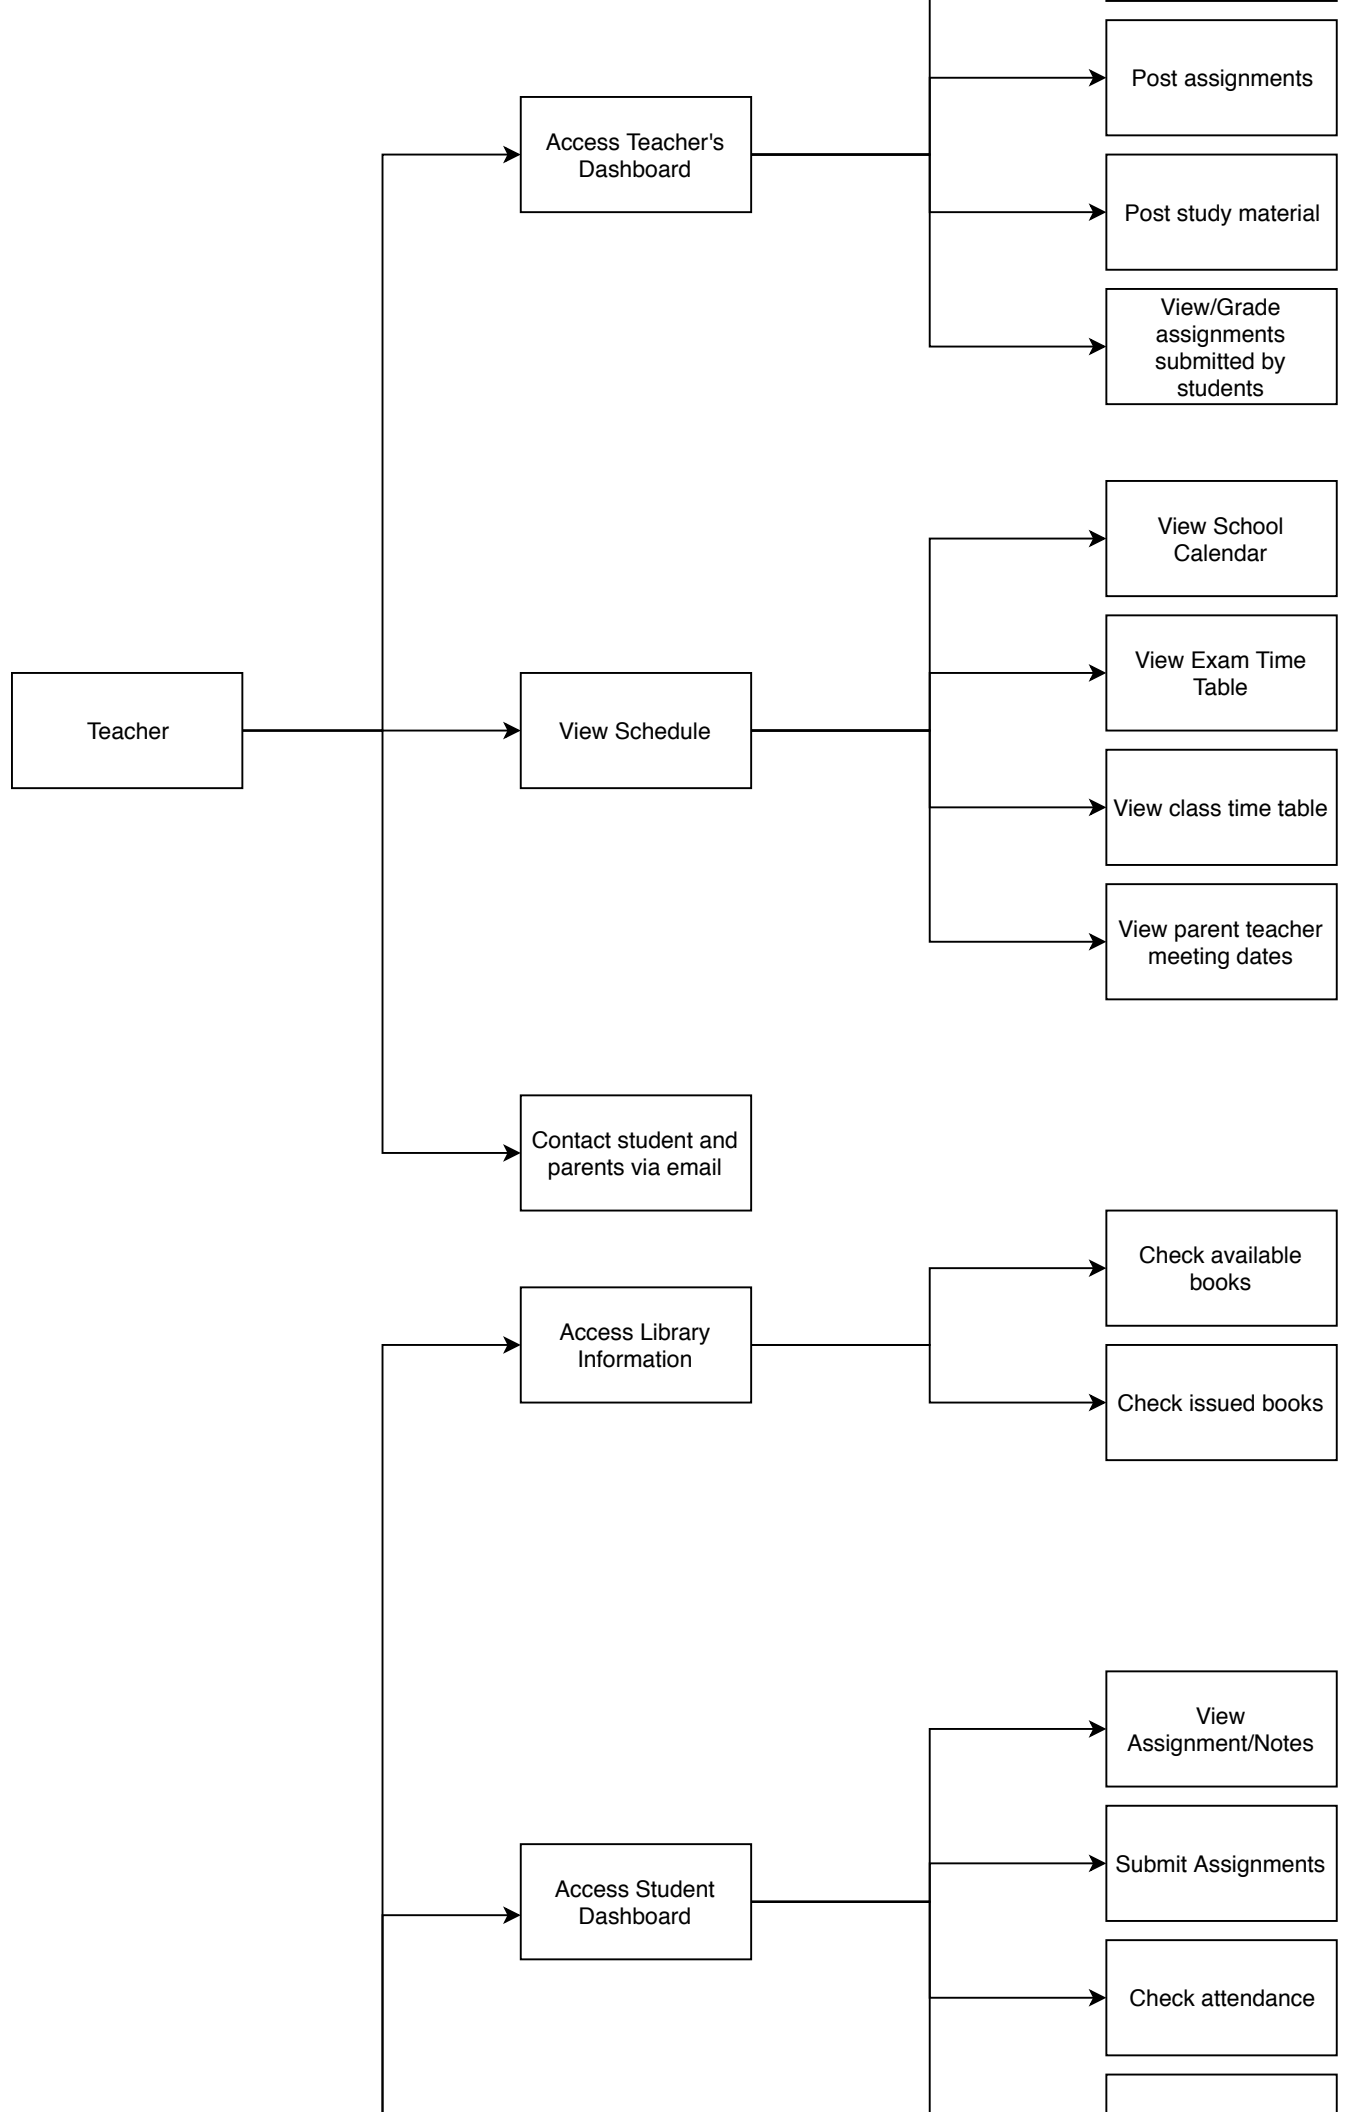 Post assignments
Access Teacher's
Dashboard
Post study material
View/Grade
assignments
submitted by
students
View School
Calendar
View Exam Time
Table
Teacher
View Schedule
View class time table
View parent teacher
meeting dates
Contact student and
parents via email
Check available
books
Access Library
Information
Check issued books
View
Assignment/Notes
Submit Assignments
Access Student
Dashboard
Check attendance